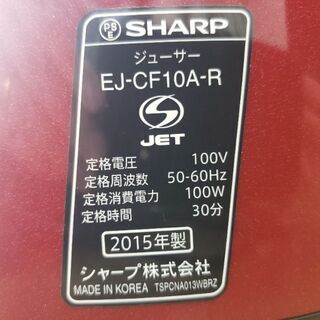 PS
E
SHARP
ジューサー
EJ-CF10A-R
JET
定格電圧 100V
定格周波数 50-60Hz
定格消費電力 100W
定格時間 30分
2015年製
シャープ株式会社
MADE IN KOREA TSPCNA013WBRZ